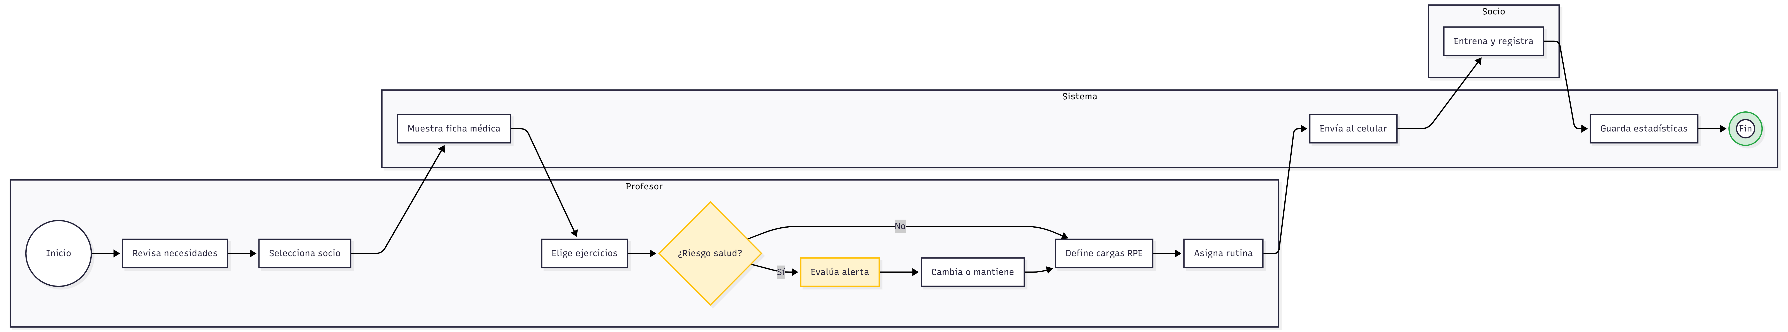 Socio
Entrena y registra
Sistema
Muestra ficha médica
Envía al celular
Guarda estadísticas
Fin
Profesor
Inicio
Revisa necesidades
Selecciona socio
Elige ejercicios
¿Riesgo salud?
No
Sí
Evalúa alerta
Cambia o mantiene
Define cargas RPE
Asigna rutina